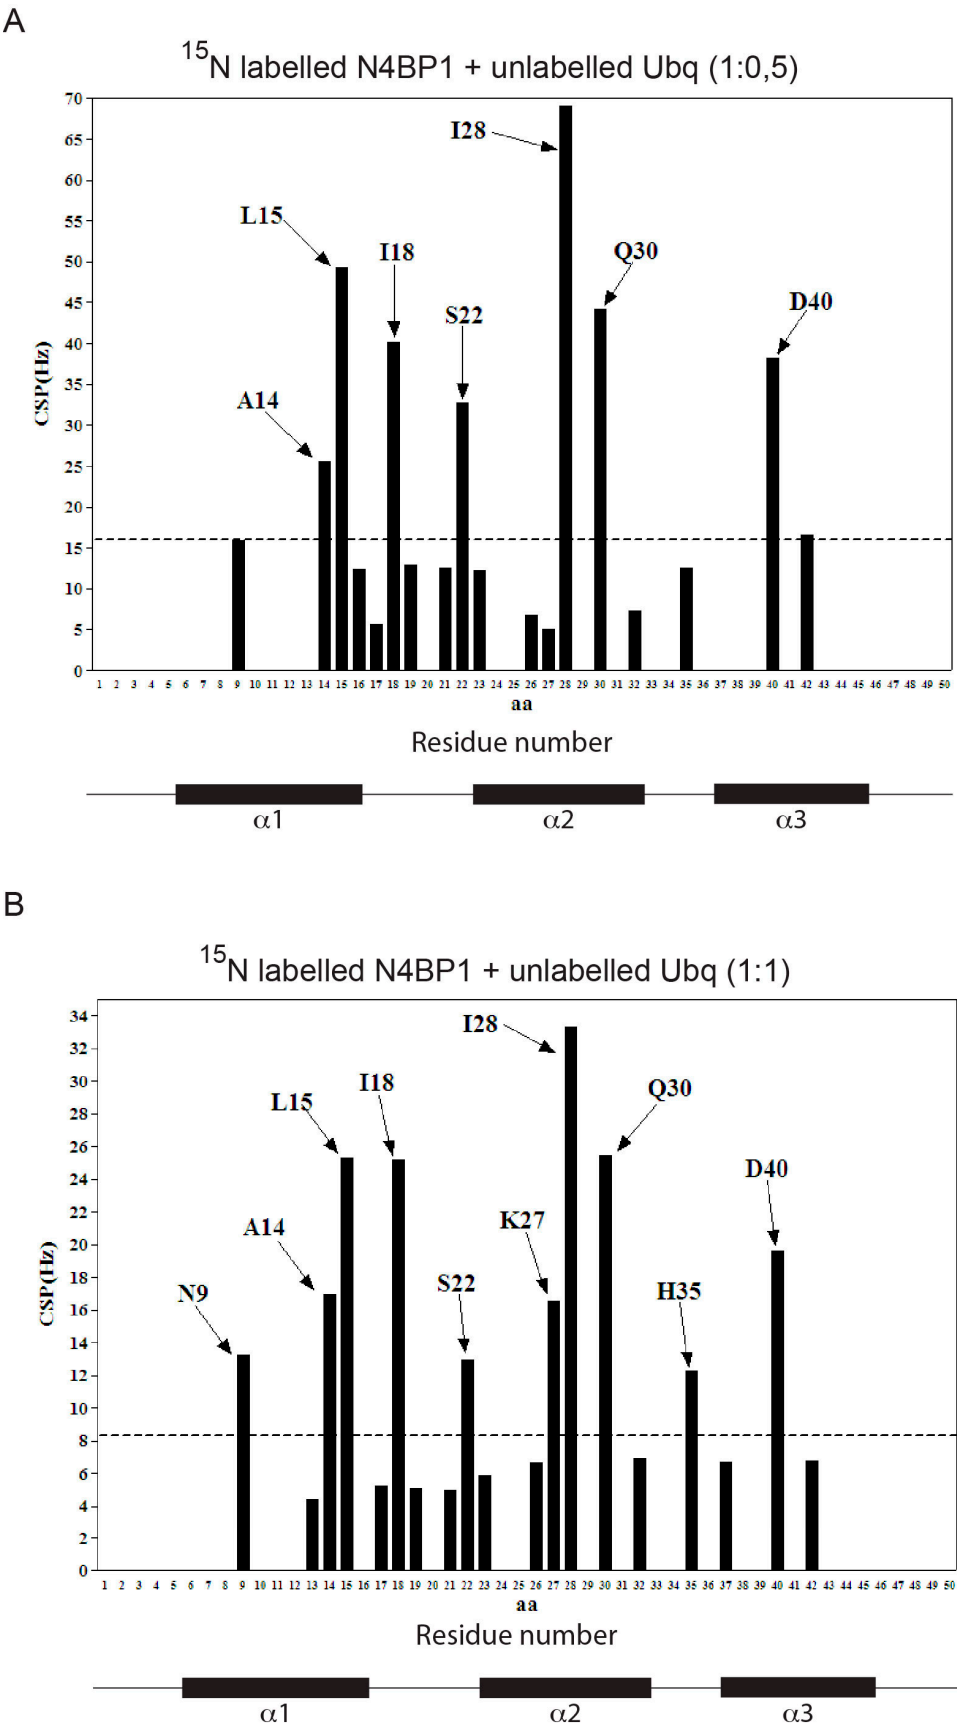 A
15N labelled N4BP1 + unlabelled Ubq (1:0,5)
70
65
60
55
50
45
40
35
30
25
20
15
10
5
0
CSP(Hz)
I28
L15
I18
Q30
S22
D40
A14
1 2 3 4 5 6 7 8 9 10 11 12 13 14 15 16 17 18 19 20 21 22 23 24 25 26 27 28 29 30 31 32 33 34 35 36 37 38 39 40 41 42 43 44 45 46 47 48 49 50
aa
Residue number
α1 α2 α3
B
15N labelled N4BP1 + unlabelled Ubq (1:1)
34
32
30
28
26
24
22
20
18
16
14
12
10
8
6
4
2
0
CSP(Hz)
I28
I18
Q30
L15
D40
K27
A14
S22
H35
N9
1 2 3 4 5 6 7 8 9 10 11 12 13 14 15 16 17 18 19 20 21 22 23 24 25 26 27 28 29 30 31 32 33 34 35 36 37 38 39 40 41 42 43 44 45 46 47 48 49 50
aa
Residue number
α1 α2 α3